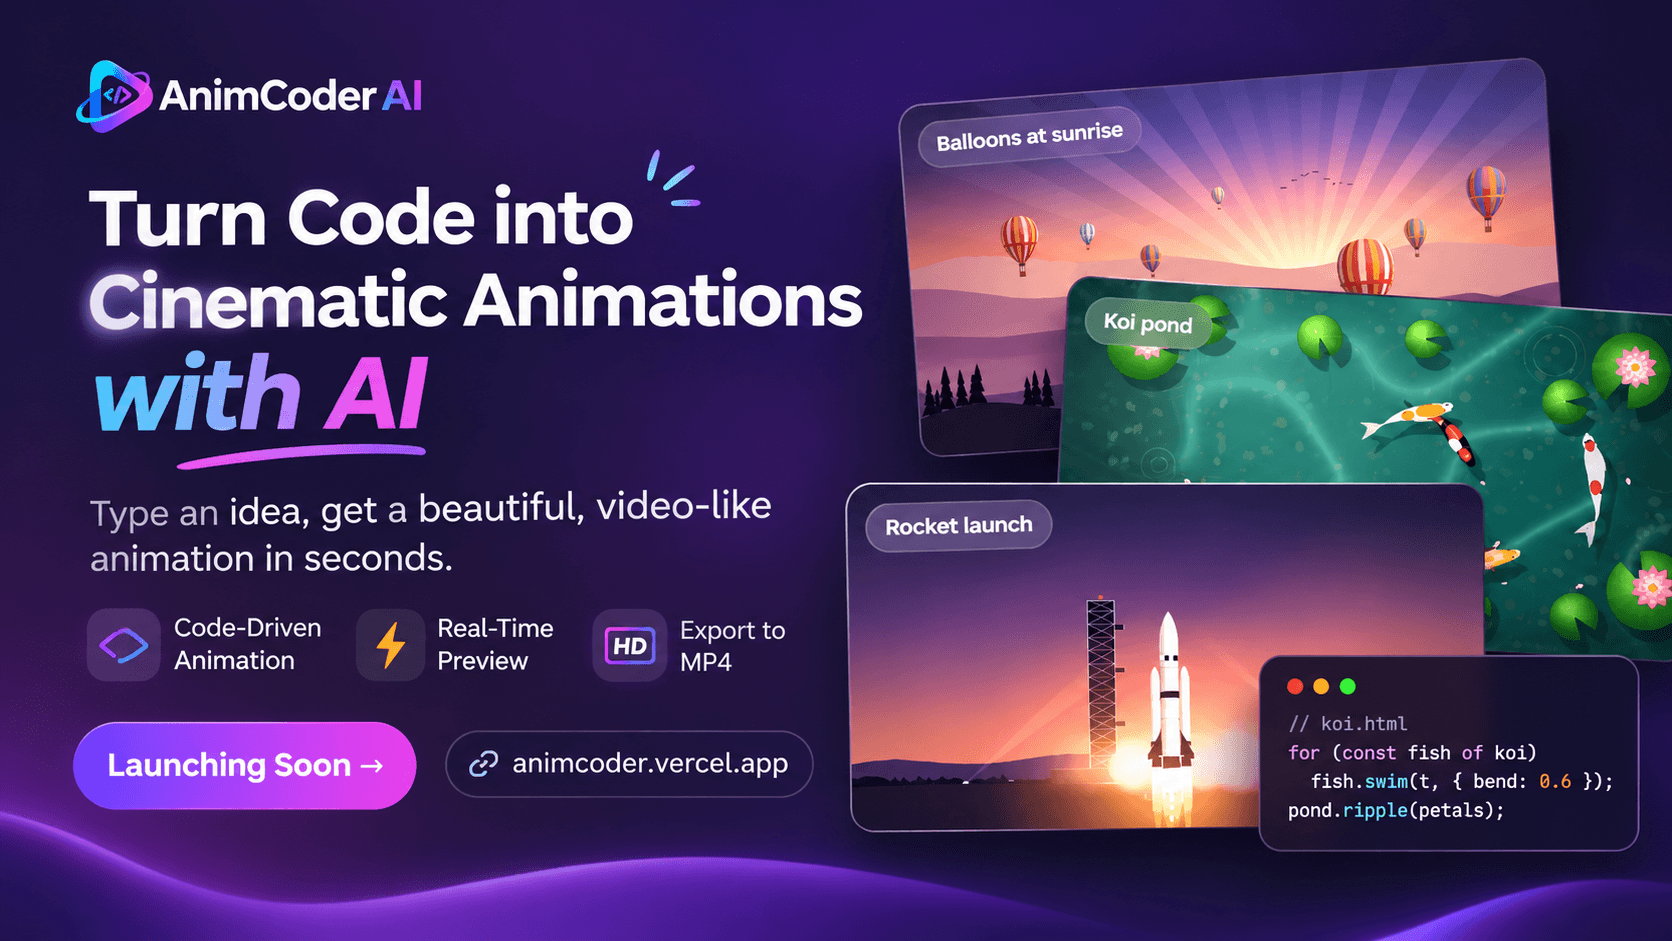 AnimCoder AI
Turn Code into
Cinematic Animations
with AI
Type an idea, get a beautiful, video-like
animation in seconds.
Code-Driven
Animation
Real-Time
Preview
HD
Export to
MP4
Launching Soon →
animcoder.vercel.app
Balloons at sunrise
Koi pond
Rocket launch
// koi.html
for (const fish of koi)
  fish.swim(t, { bend: 0.6 });
pond.ripple(petals);